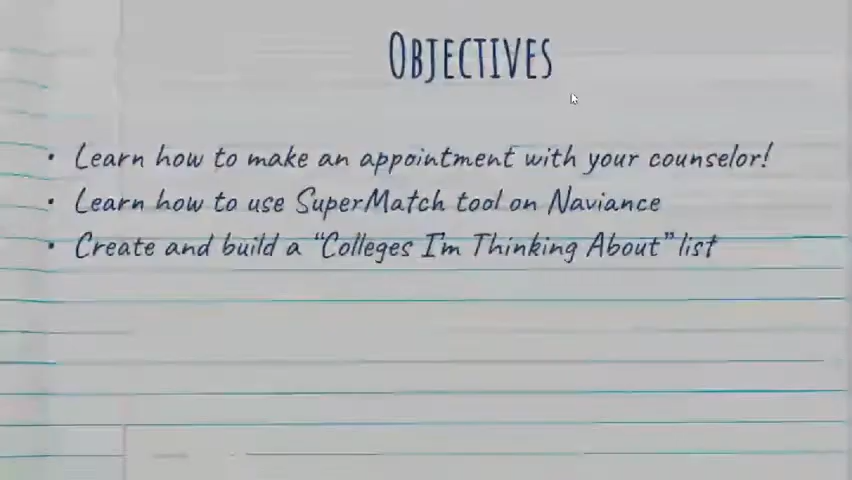 OBJECTIVES
• Learn how to make an appointment with your counselor!
• Learn how to use SuperMatch tool on Naviance
• Create and build a “Colleges I'm Thinking About” list